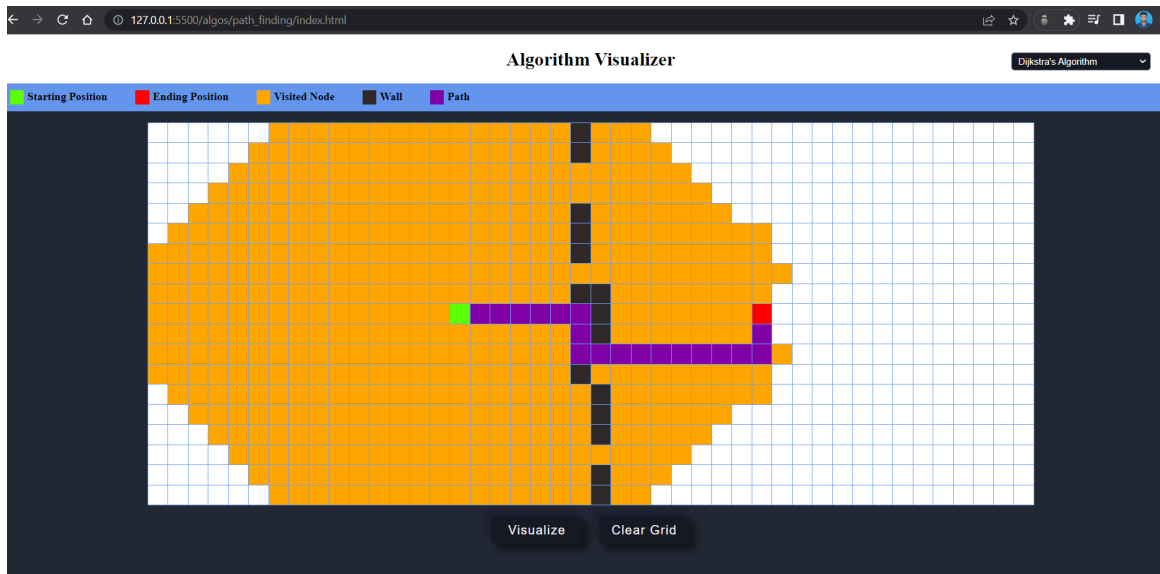 127.0.0.1:5500/algos/path_finding/index.html
Algorithm Visualizer
Dijkstra's Algorithm
Starting Position Ending Position Visited Node Wall Path
Visualize Clear Grid